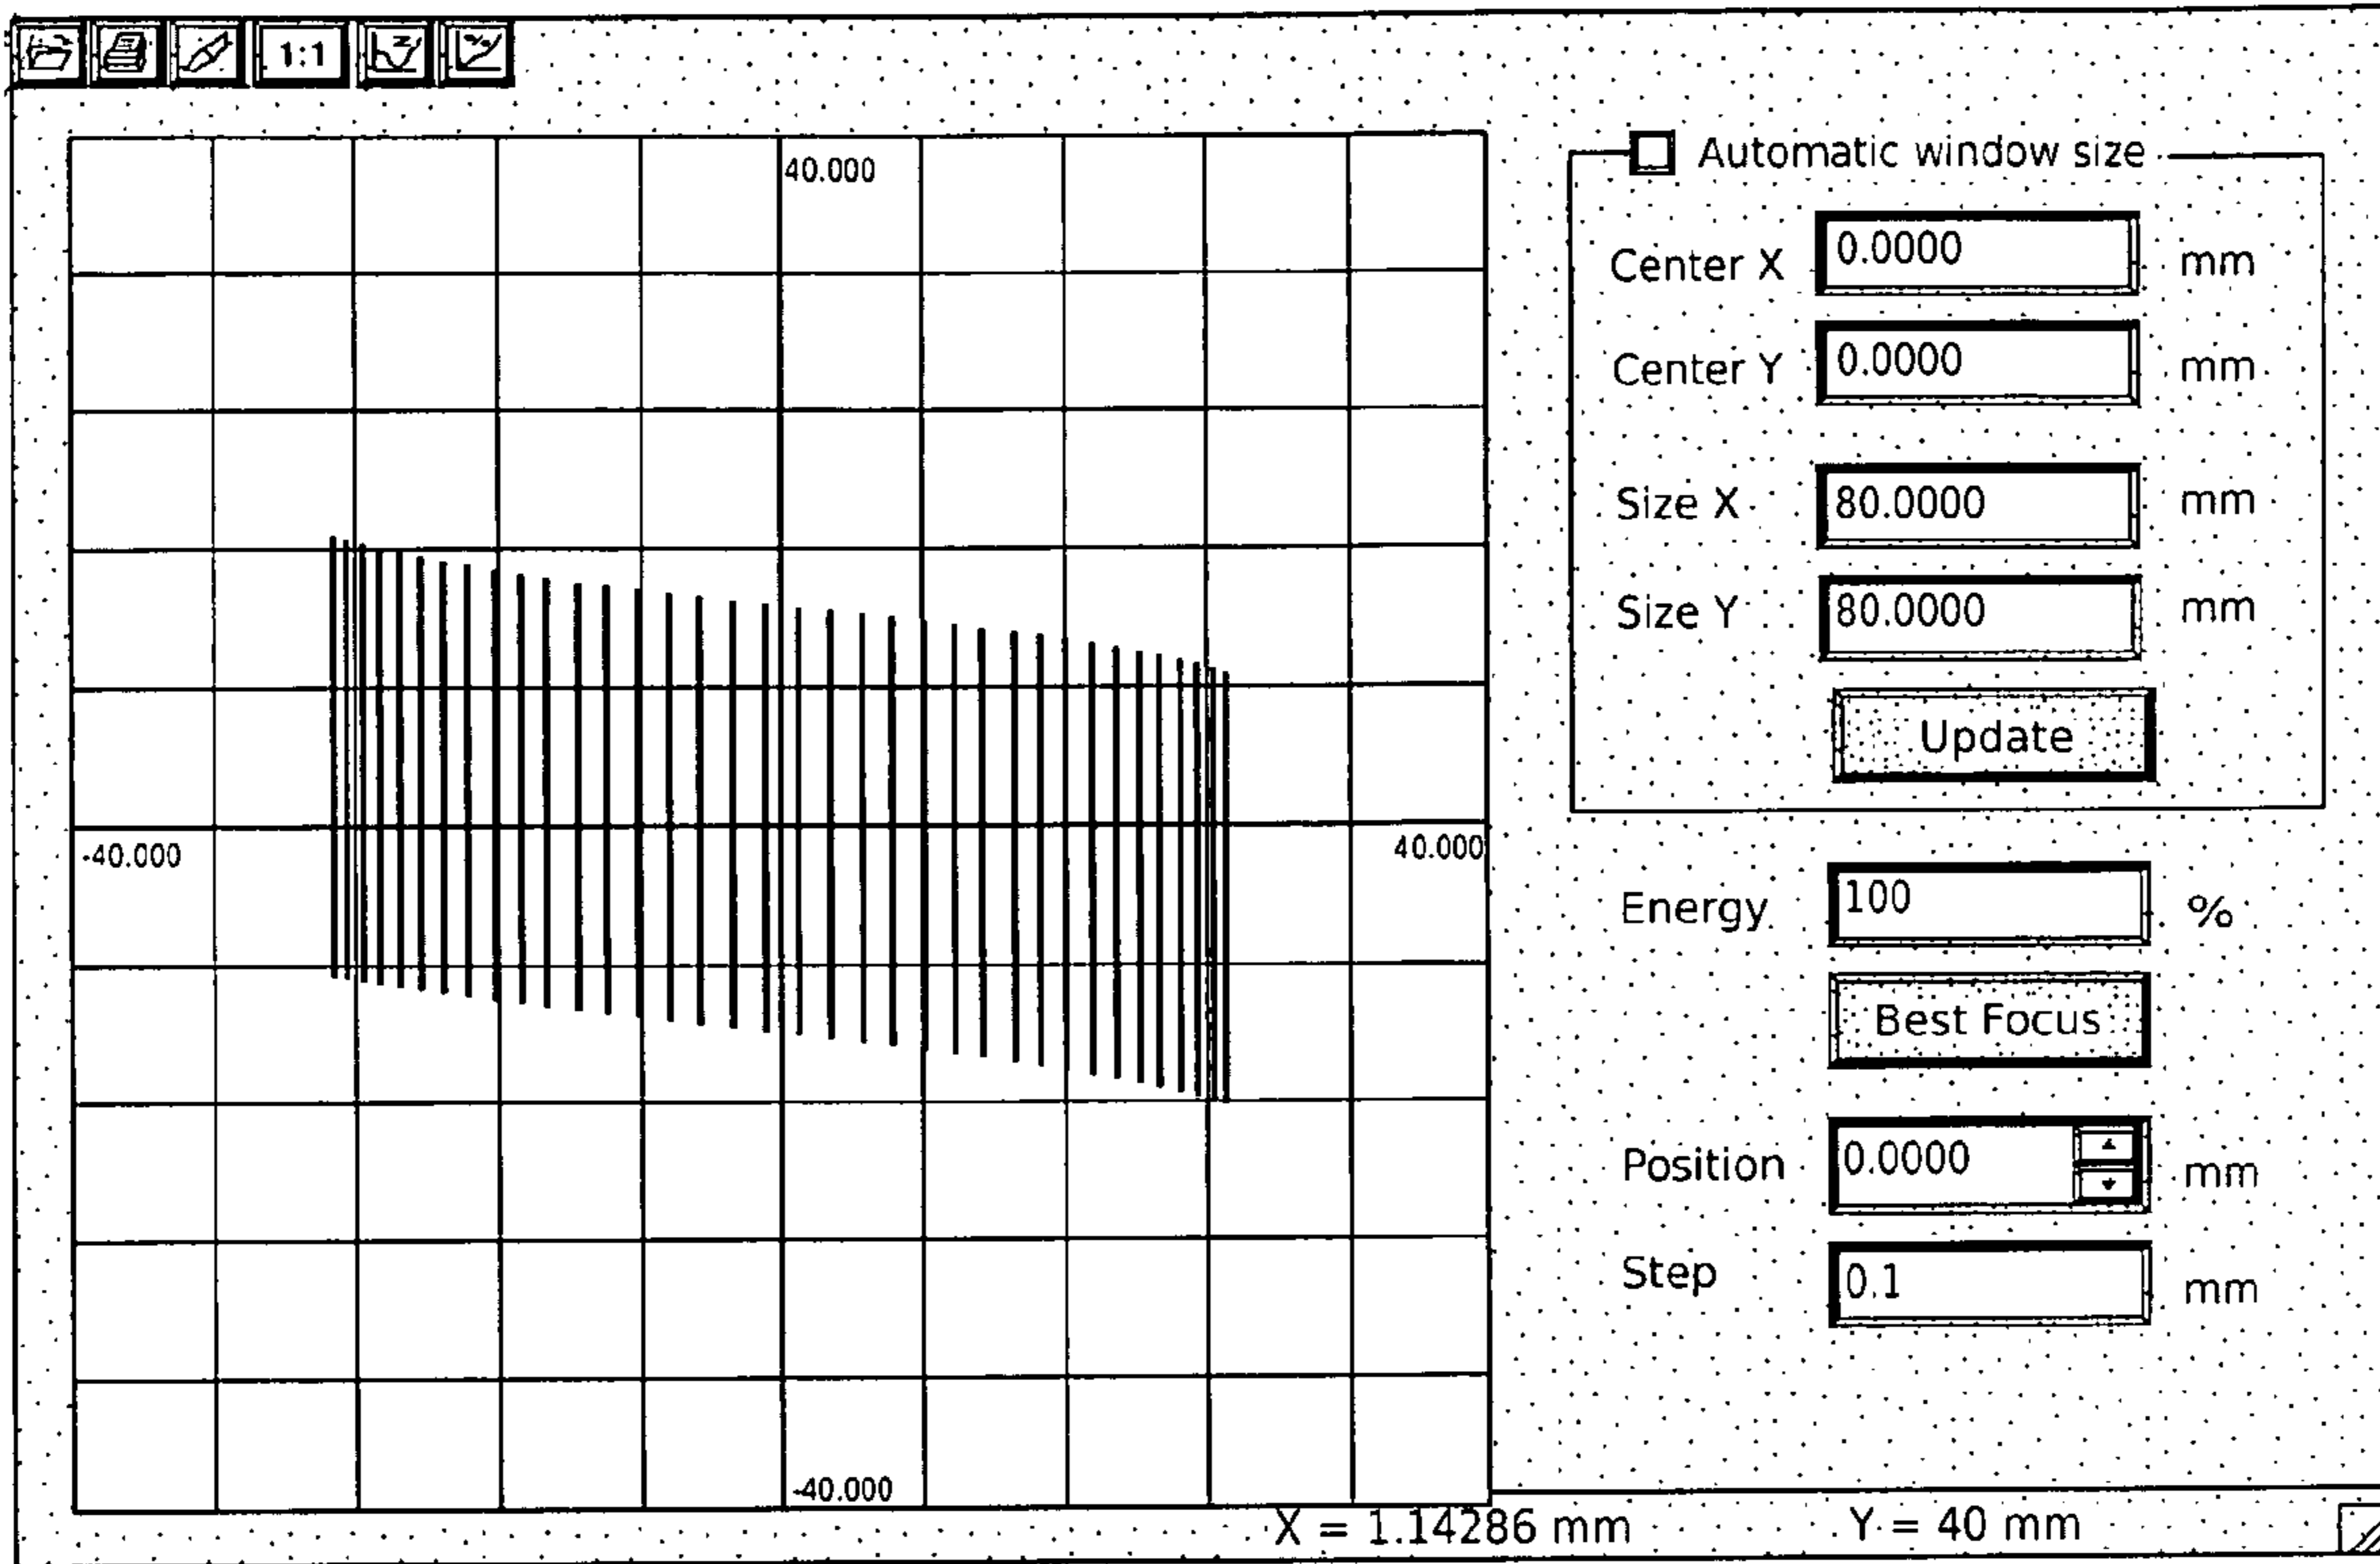 1:1
40.000
-40.000
40.000
-40.000
Automatic window size
Center X 0.0000 mm
Center Y 0.0000 mm
Size X 80.0000 mm
Size Y 80.0000 mm
Update
Energy 100 %
Best Focus
Position 0.0000 mm
Step 0.1 mm
X = 1.14286 mm Y = 40 mm